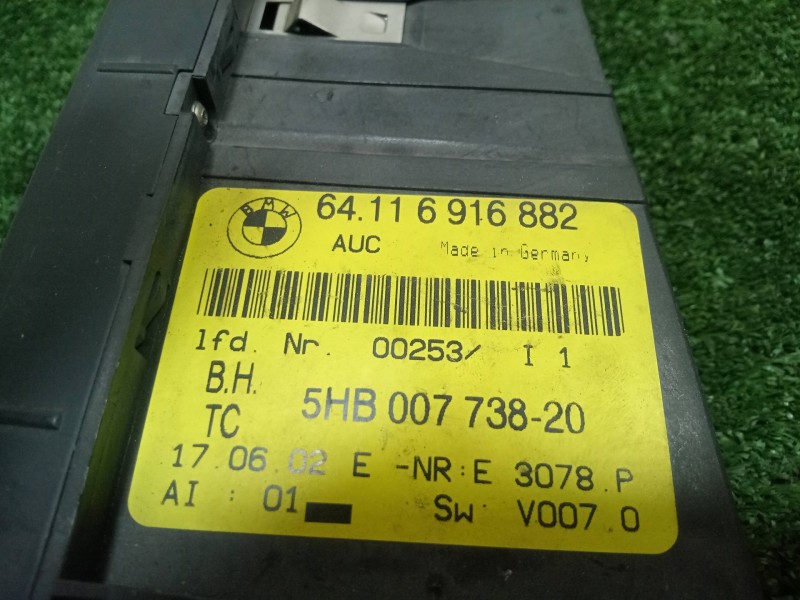 BMW
64.11 6 916 882
AUC Made in Germany
lfd. Nr. 00253/ I 1
B.H.
TC 5HB 007 738-20
17.06.02 E -NR:E 3078.P
AI : 01 SW V007.0